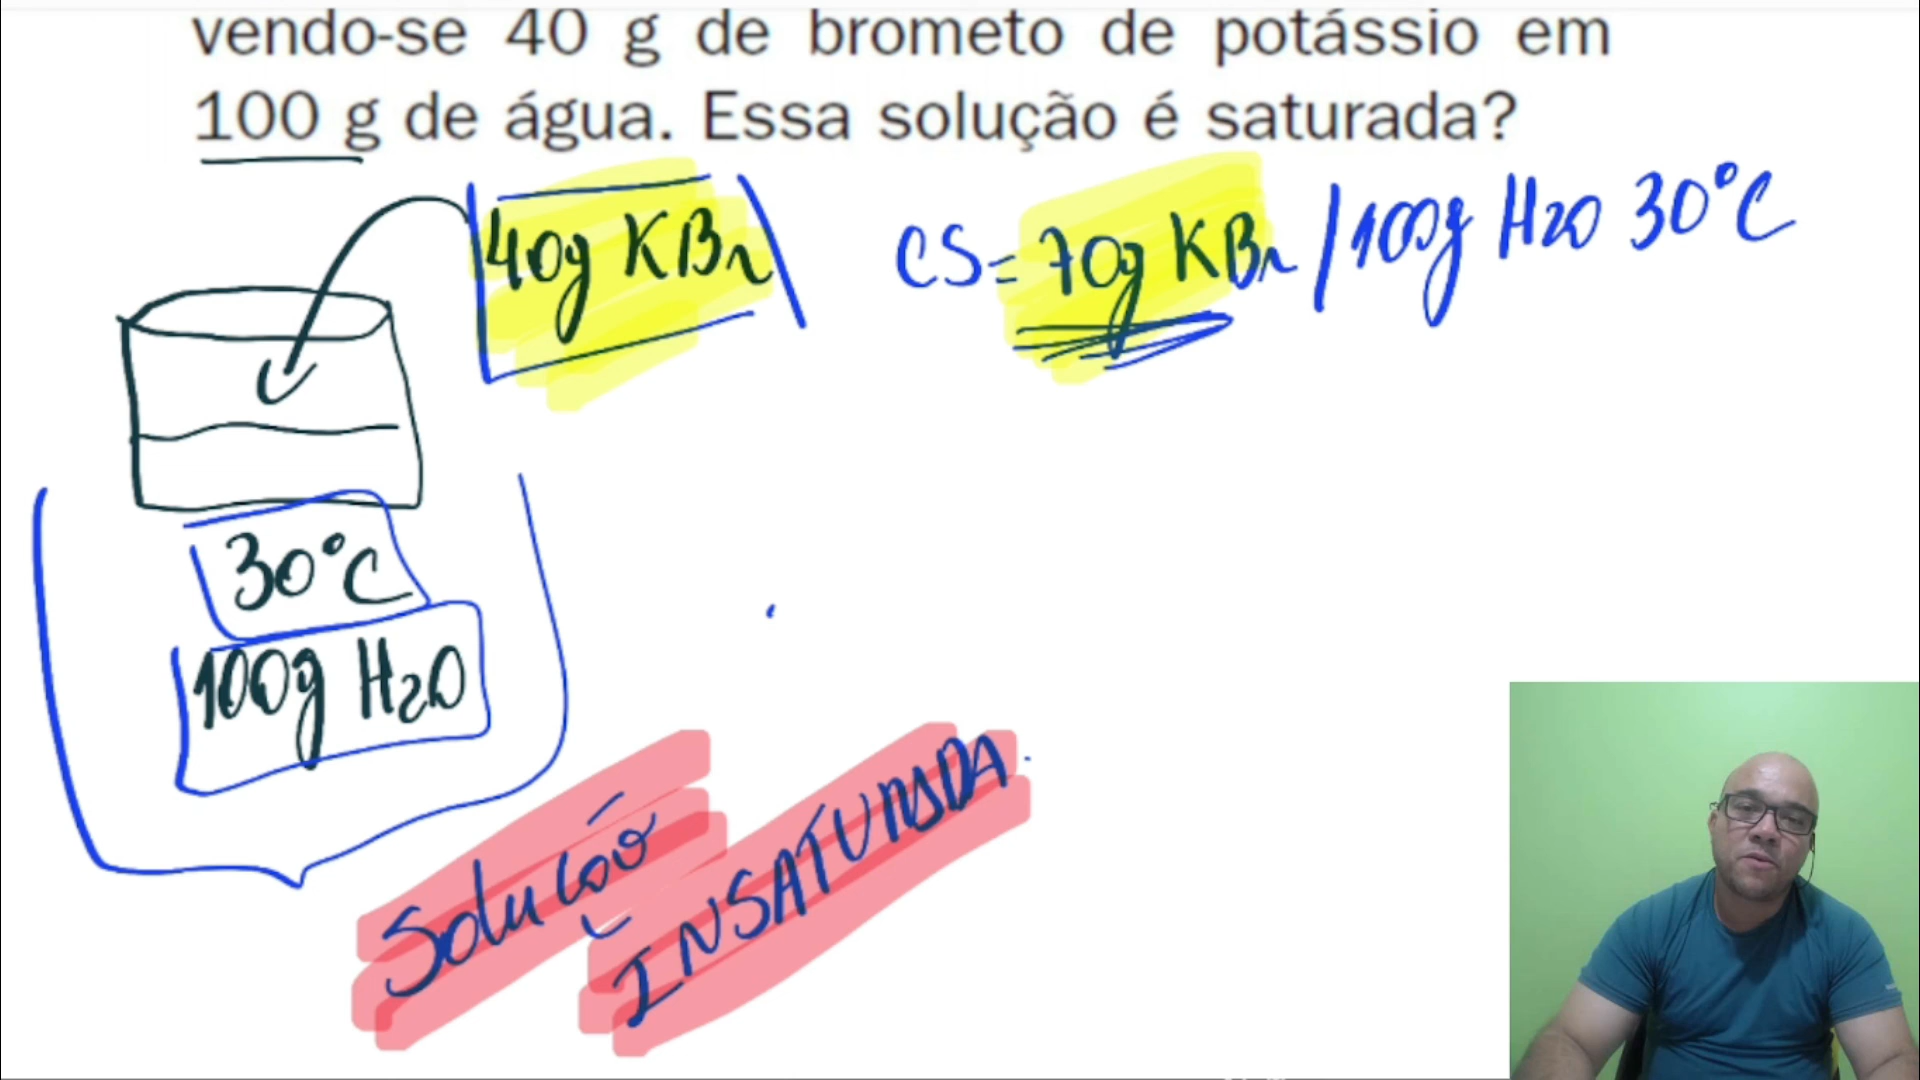 vendo-se 40 g de brometo de potássio em
100 g de água. Essa solução é saturada?
40g KBr
CS= 70g KBr /100g H2O 30°C
30°C
100g H2O
Solução
INSATURADA.